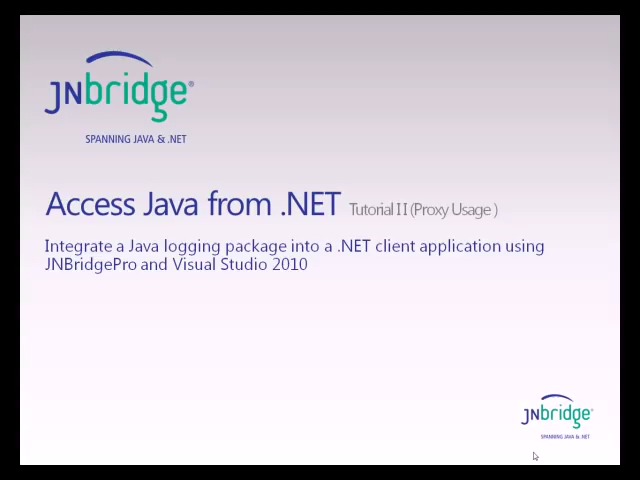 JNbridge®
SPANNING JAVA & .NET
Access Java from .NET Tutorial II (Proxy Usage )
Integrate a Java logging package into a .NET client application using
JNBridgePro and Visual Studio 2010
JNbridge®
SPANNING JAVA & .NET